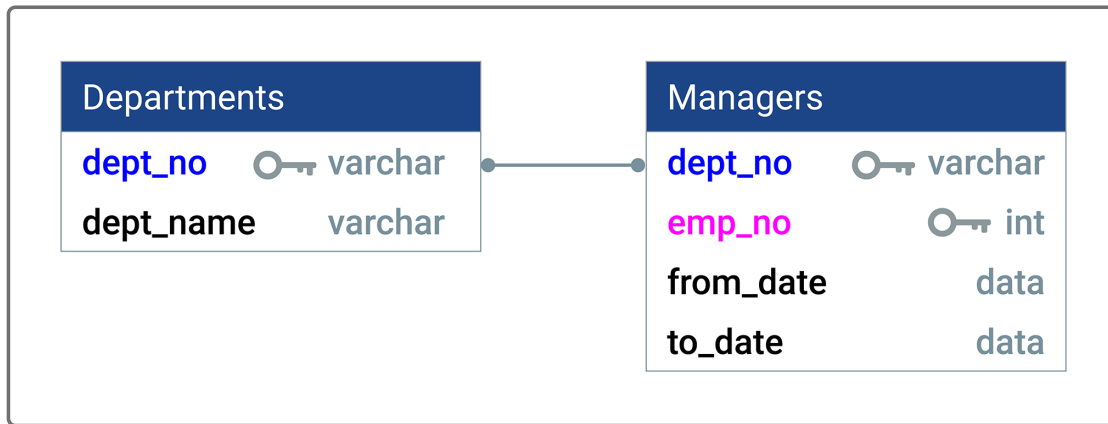 Departments
dept_no varchar
dept_name varchar
Managers
dept_no varchar
emp_no int
from_date data
to_date data